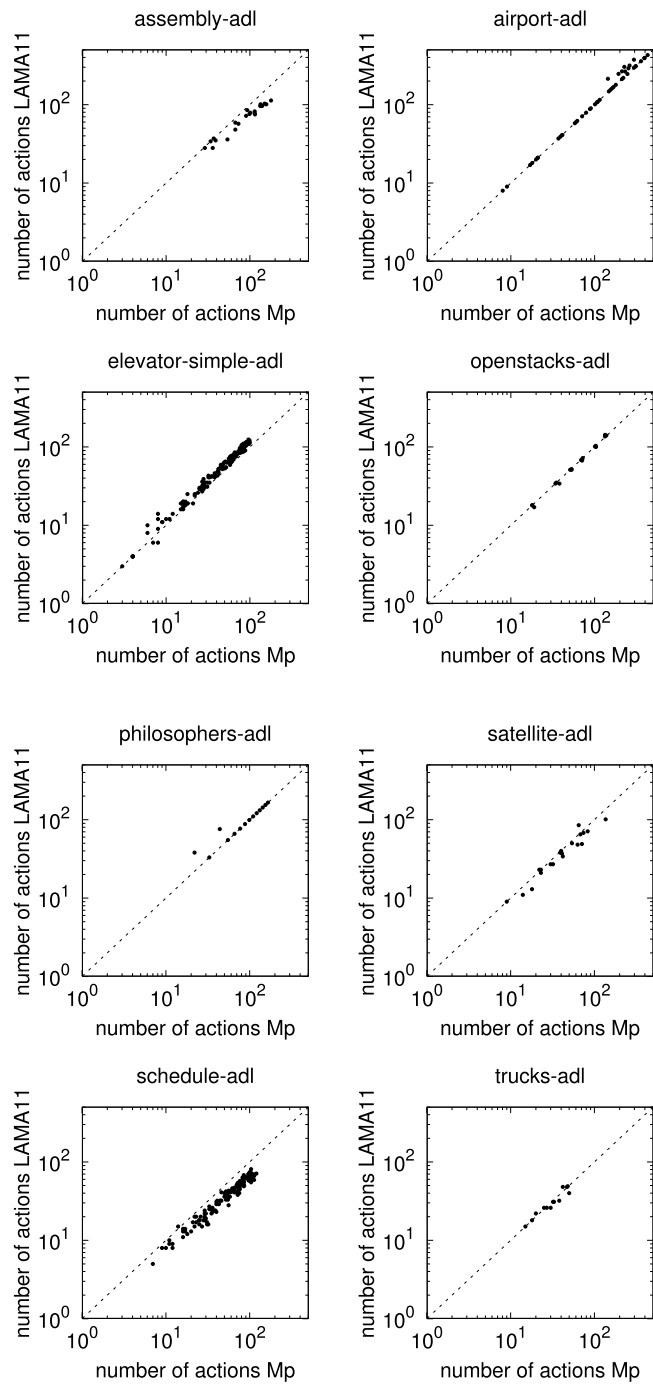 assembly-adl
number of actions LAMA11
10^2
10^1
10^0
10^0 10^1 10^2
number of actions Mp
airport-adl
number of actions LAMA11
10^2
10^1
10^0
10^0 10^1 10^2
number of actions Mp
elevator-simple-adl
number of actions LAMA11
10^2
10^1
10^0
10^0 10^1 10^2
number of actions Mp
openstacks-adl
number of actions LAMA11
10^2
10^1
10^0
10^0 10^1 10^2
number of actions Mp
philosophers-adl
number of actions LAMA11
10^2
10^1
10^0
10^0 10^1 10^2
number of actions Mp
satellite-adl
number of actions LAMA11
10^2
10^1
10^0
10^0 10^1 10^2
number of actions Mp
schedule-adl
number of actions LAMA11
10^2
10^1
10^0
10^0 10^1 10^2
number of actions Mp
trucks-adl
number of actions LAMA11
10^2
10^1
10^0
10^0 10^1 10^2
number of actions Mp